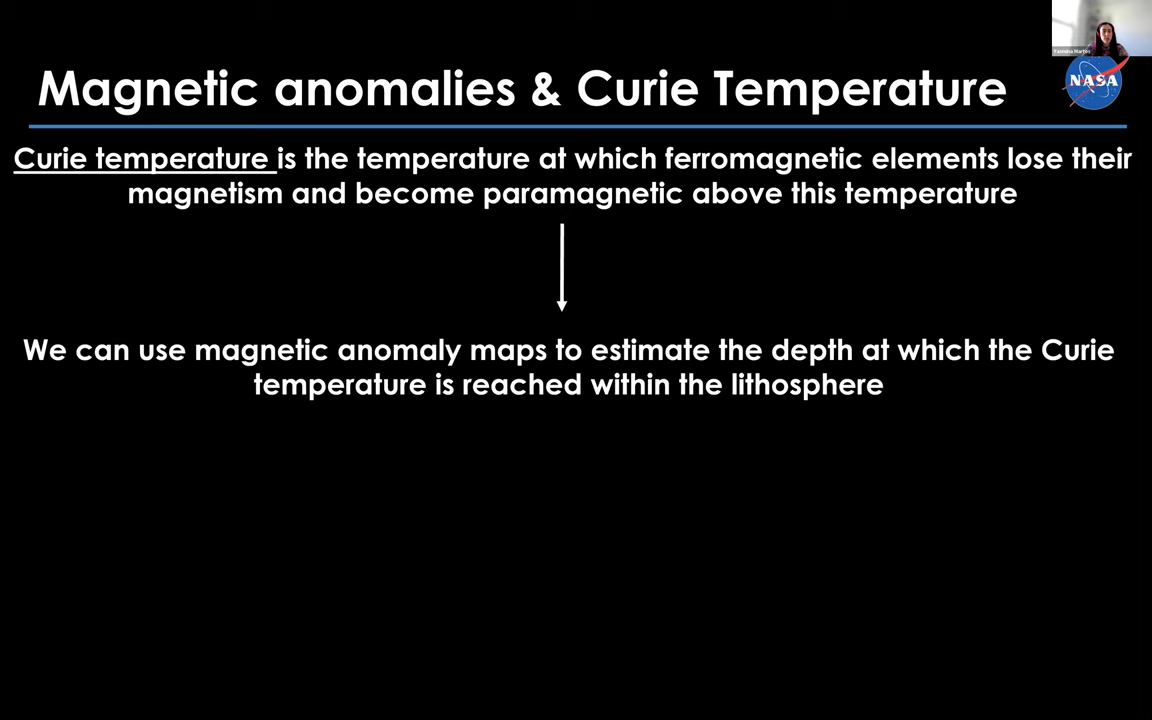 Yasmina Martos
NASA
Magnetic anomalies & Curie Temperature
Curie temperature is the temperature at which ferromagnetic elements lose their
magnetism and become paramagnetic above this temperature
We can use magnetic anomaly maps to estimate the depth at which the Curie
temperature is reached within the lithosphere